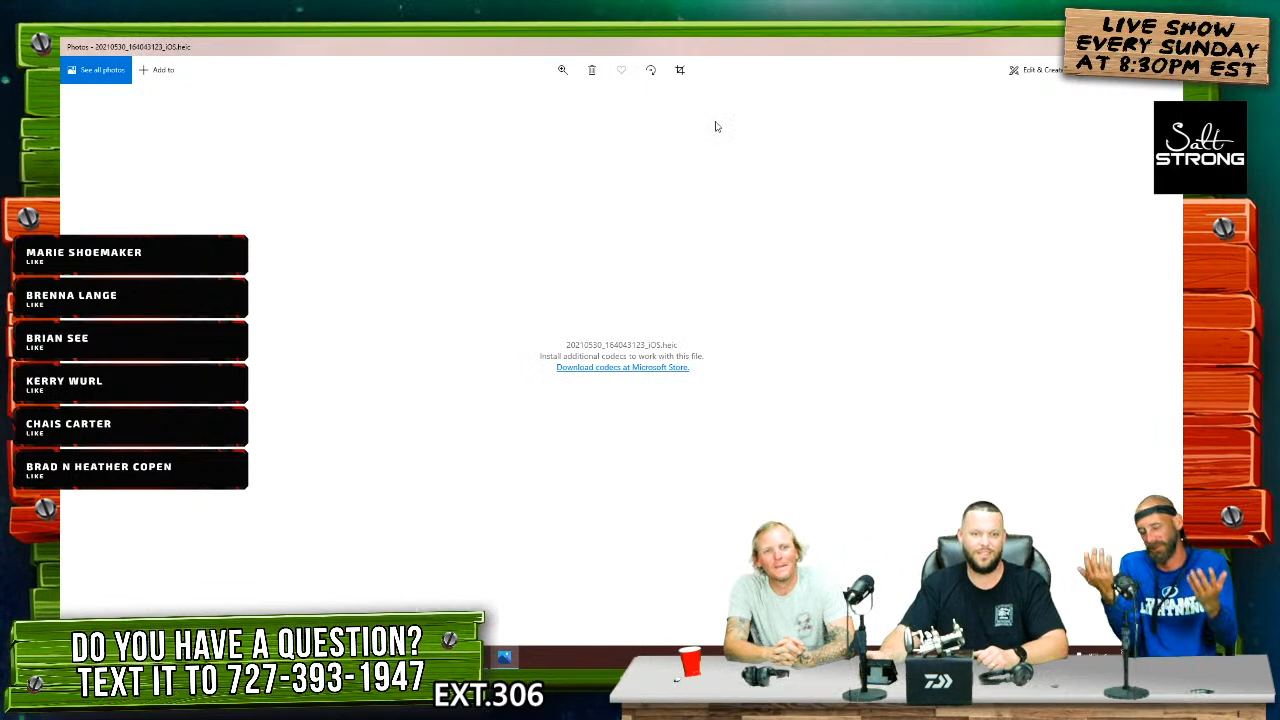 LIVE SHOW
EVERY SUNDAY
AT 8:30PM EST
Photos - 20210530_164043123_iOS.heic
See all photos
Add to
Edit & Creat
Salt
STRONG
MARIE SHOEMAKER
LIKE
BRENNA LANGE
LIKE
BRIAN SEE
LIKE
KERRY WURL
LIKE
CHAIS CARTER
LIKE
BRAD N HEATHER COPEN
LIKE
20210530_164043123_iOS.heic
Install additional codecs to work with this file.
Download codecs at Microsoft Store.
DO YOU HAVE A QUESTION?
TEXT IT TO 727-393-1947
EXT.306